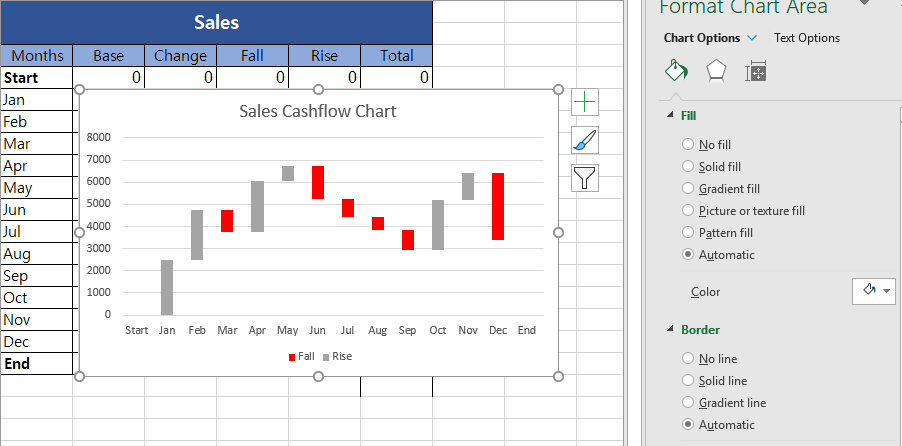 Sales
Months Base Change Fall Rise Total
Start 0 0 0 0 0
Jan
Feb
Mar
Apr
May
Jun
Jul
Aug
Sep
Oct
Nov
Dec
End
Sales Cashflow Chart
8000
7000
6000
5000
4000
3000
2000
1000
0
Start Jan Feb Mar Apr May Jun Jul Aug Sep Oct Nov Dec End
Fall Rise
Format Chart Area
Chart Options Text Options
Fill
No fill
Solid fill
Gradient fill
Picture or texture fill
Pattern fill
Automatic
Color
Border
No line
Solid line
Gradient line
Automatic